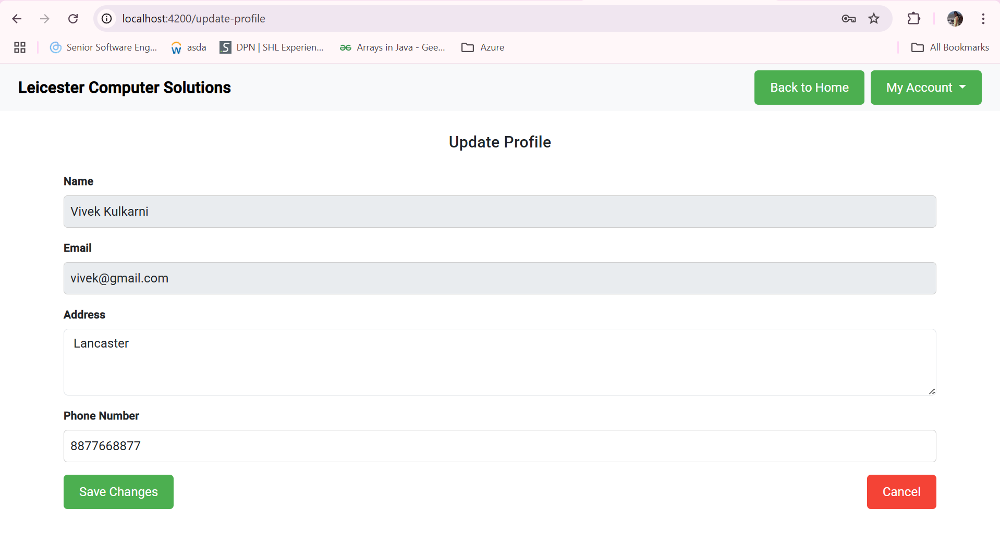 localhost:4200/update-profile
Senior Software Eng... asda DPN | SHL Experien... Arrays in Java - Gee... Azure All Bookmarks
Leicester Computer Solutions Back to Home My Account
Update Profile
Name
Vivek Kulkarni
Email
vivek@gmail.com
Address
Lancaster
Phone Number
8877668877
Save Changes Cancel